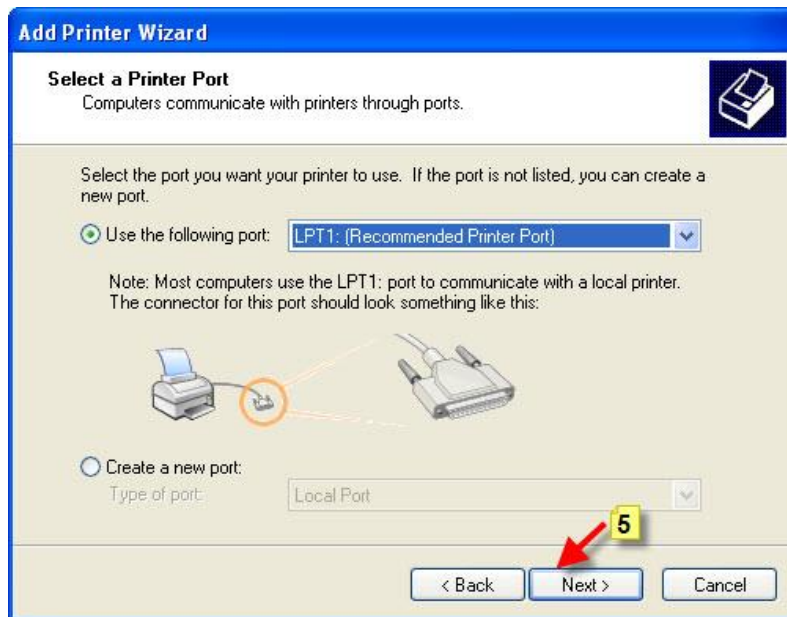 Add Printer Wizard
Select a Printer Port
Computers communicate with printers through ports.
Select the port you want your printer to use. If the port is not listed, you can create a
new port.
Use the following port: LPT1: (Recommended Printer Port)
Note: Most computers use the LPT1: port to communicate with a local printer.
The connector for this port should look something like this:
Create a new port:
Type of port: Local Port
5
< Back Next > Cancel